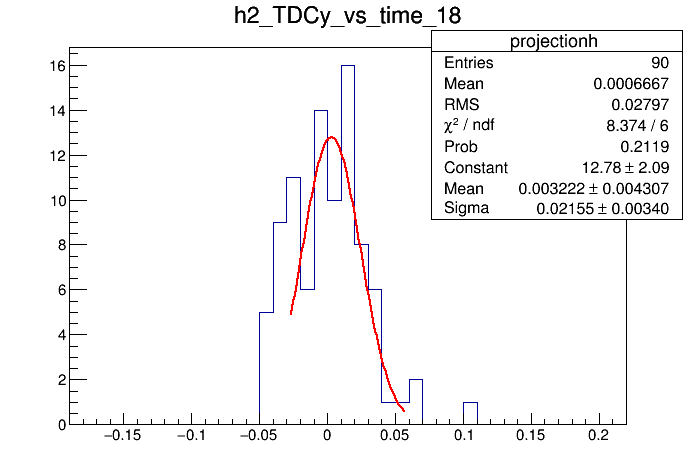 h2_TDCy_vs_time_18
projectionh
Entries 90
Mean 0.0006667
RMS 0.02797
χ² / ndf 8.374 / 6
Prob 0.2119
Constant 12.78 ± 2.09
Mean 0.003222 ± 0.004307
Sigma 0.02155 ± 0.00340
16
14
12
10
8
6
4
2
0
−0.15 −0.1 −0.05 0 0.05 0.1 0.15 0.2